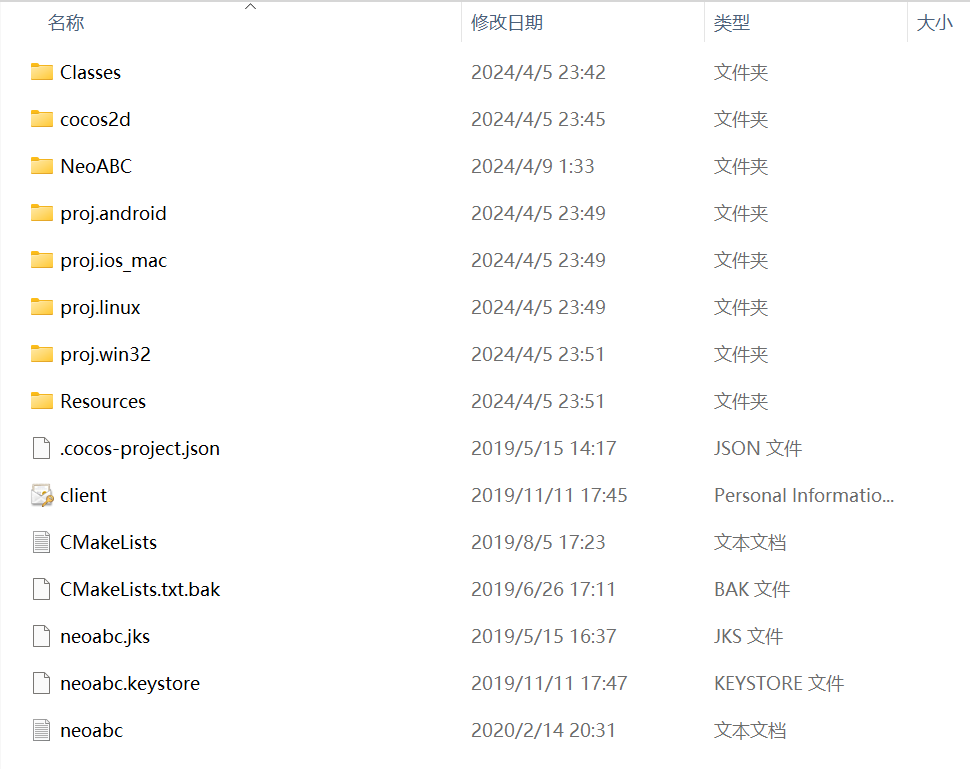 名称 修改日期 类型 大小
Classes 2024/4/5 23:42 文件夹
cocos2d 2024/4/5 23:45 文件夹
NeoABC 2024/4/9 1:33 文件夹
proj.android 2024/4/5 23:49 文件夹
proj.ios_mac 2024/4/5 23:49 文件夹
proj.linux 2024/4/5 23:49 文件夹
proj.win32 2024/4/5 23:51 文件夹
Resources 2024/4/5 23:51 文件夹
.cocos-project.json 2019/5/15 14:17 JSON 文件
client 2019/11/11 17:45 Personal Informatio...
CMakeLists 2019/8/5 17:23 文本文档
CMakeLists.txt.bak 2019/6/26 17:11 BAK 文件
neoabc.jks 2019/5/15 16:37 JKS 文件
neoabc.keystore 2019/11/11 17:47 KEYSTORE 文件
neoabc 2020/2/14 20:31 文本文档